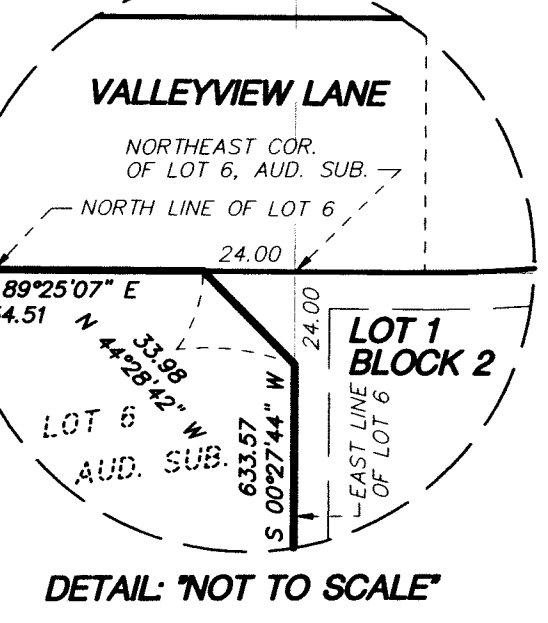 VALLEYVIEW LANE
NORTHEAST COR.
OF LOT 6, AUD. SUB.
NORTH LINE OF LOT 6
24.00
89°25'07" E
4.51
N 44°28'42" W
33.98
24.00
LOT 1
BLOCK 2
LOT 6
AUD. SUB.
633.57
S 00°27'44" W
EAST LINE
OF LOT 6
DETAIL: "NOT TO SCALE"